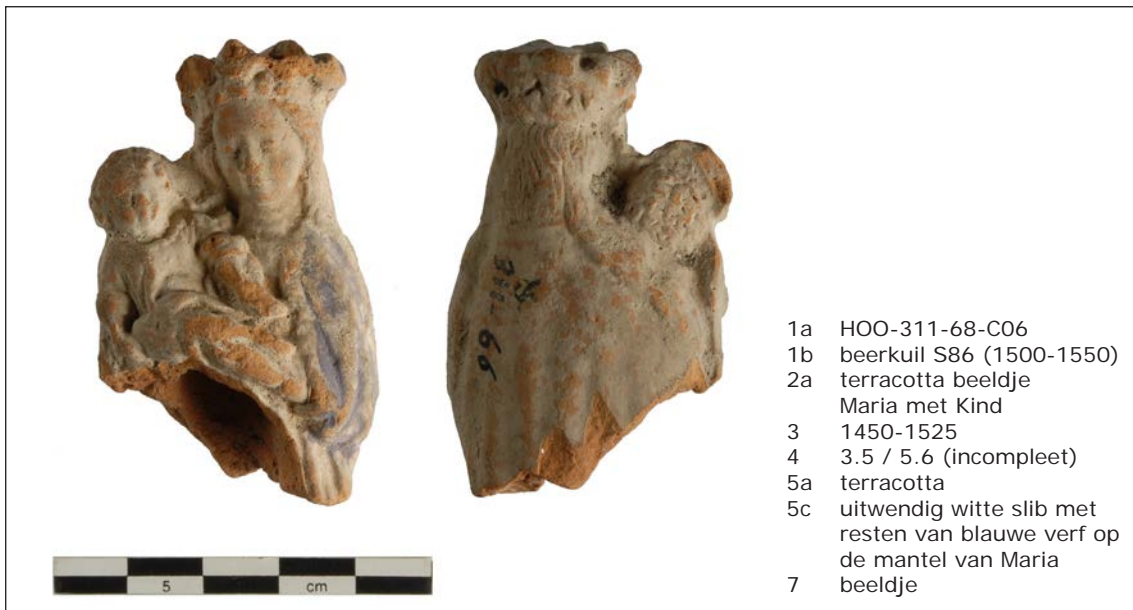 1a HOO-311-68-C06
1b beerkuil S86 (1500-1550)
2a terracotta beeldje
Maria met Kind
3 1450-1525
4 3.5 / 5.6 (incompleet)
5a terracotta
5c uitwendig witte slib met
resten van blauwe verf op
de mantel van Maria
7 beeldje
66
5 cm